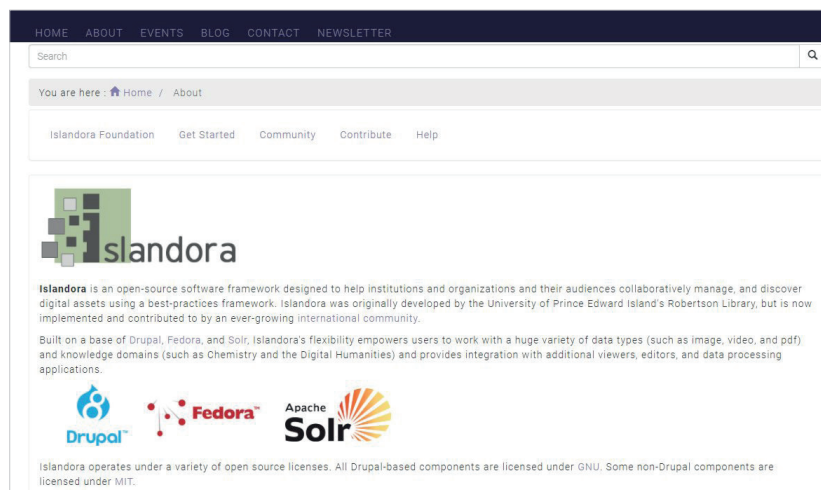 HOME ABOUT EVENTS BLOG CONTACT NEWSLETTER
Search
You are here : Home / About
Islandora Foundation Get Started Community Contribute Help
islandora
Islandora is an open-source software framework designed to help institutions and organizations and their audiences collaboratively manage, and discover
digital assets using a best-practices framework. Islandora was originally developed by the University of Prince Edward Island's Robertson Library, but is now
implemented and contributed to by an ever-growing international community.
Built on a base of Drupal, Fedora, and Solr, Islandora's flexibility empowers users to work with a huge variety of data types (such as image, video, and pdf)
and knowledge domains (such as Chemistry and the Digital Humanities) and provides integration with additional viewers, editors, and data processing
applications.
Drupal™ Fedora™ Apache Solr
Islandora operates under a variety of open source licenses. All Drupal-based components are licensed under GNU. Some non-Drupal components are
licensed under MIT.